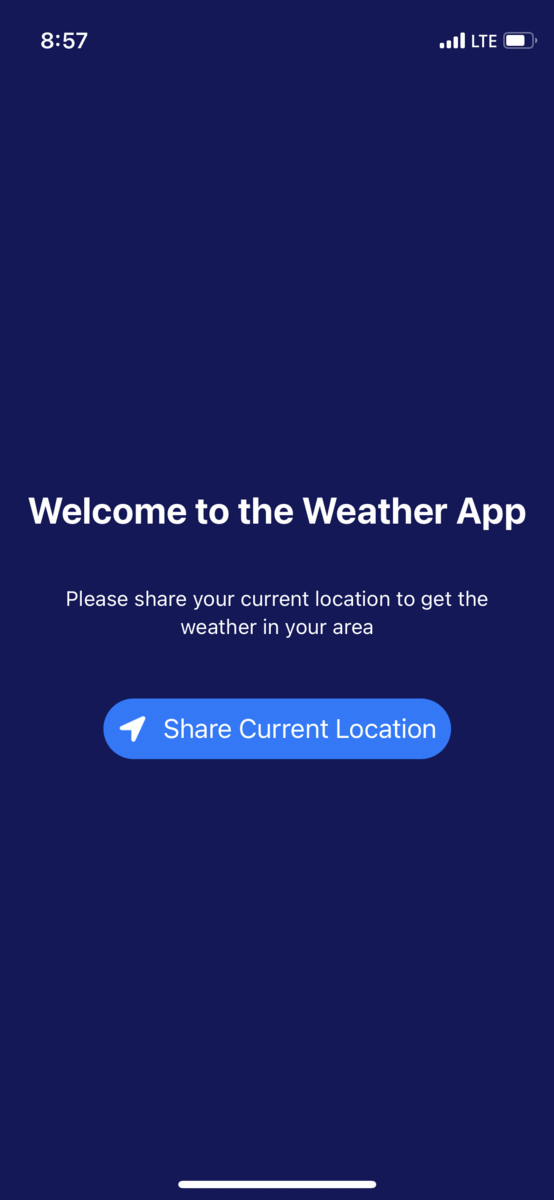 8:57
LTE
Welcome to the Weather App
Please share your current location to get the
weather in your area
Share Current Location